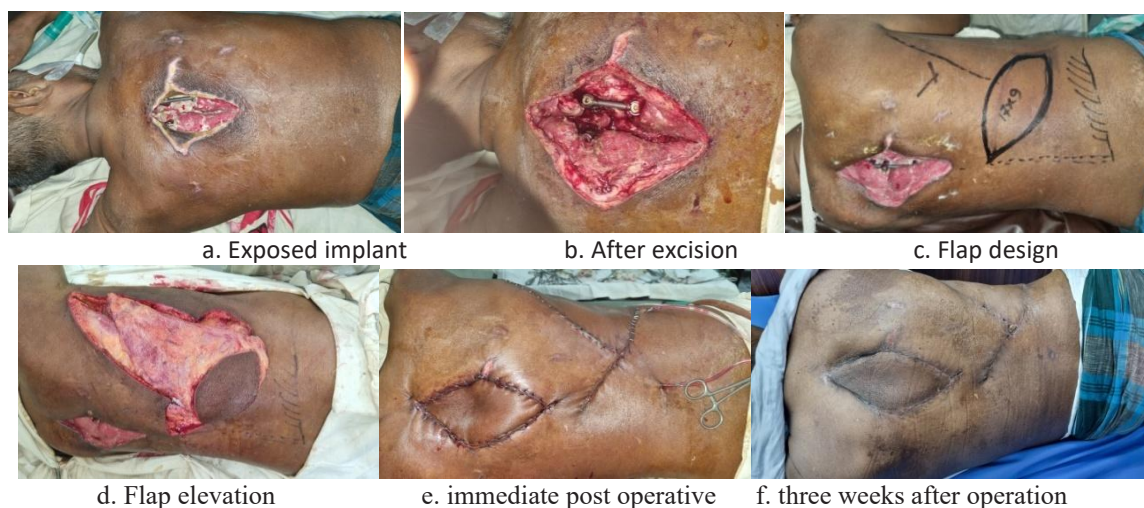 a. Exposed implant
b. After excision
c. Flap design
d. Flap elevation
e. immediate post operative
f. three weeks after operation